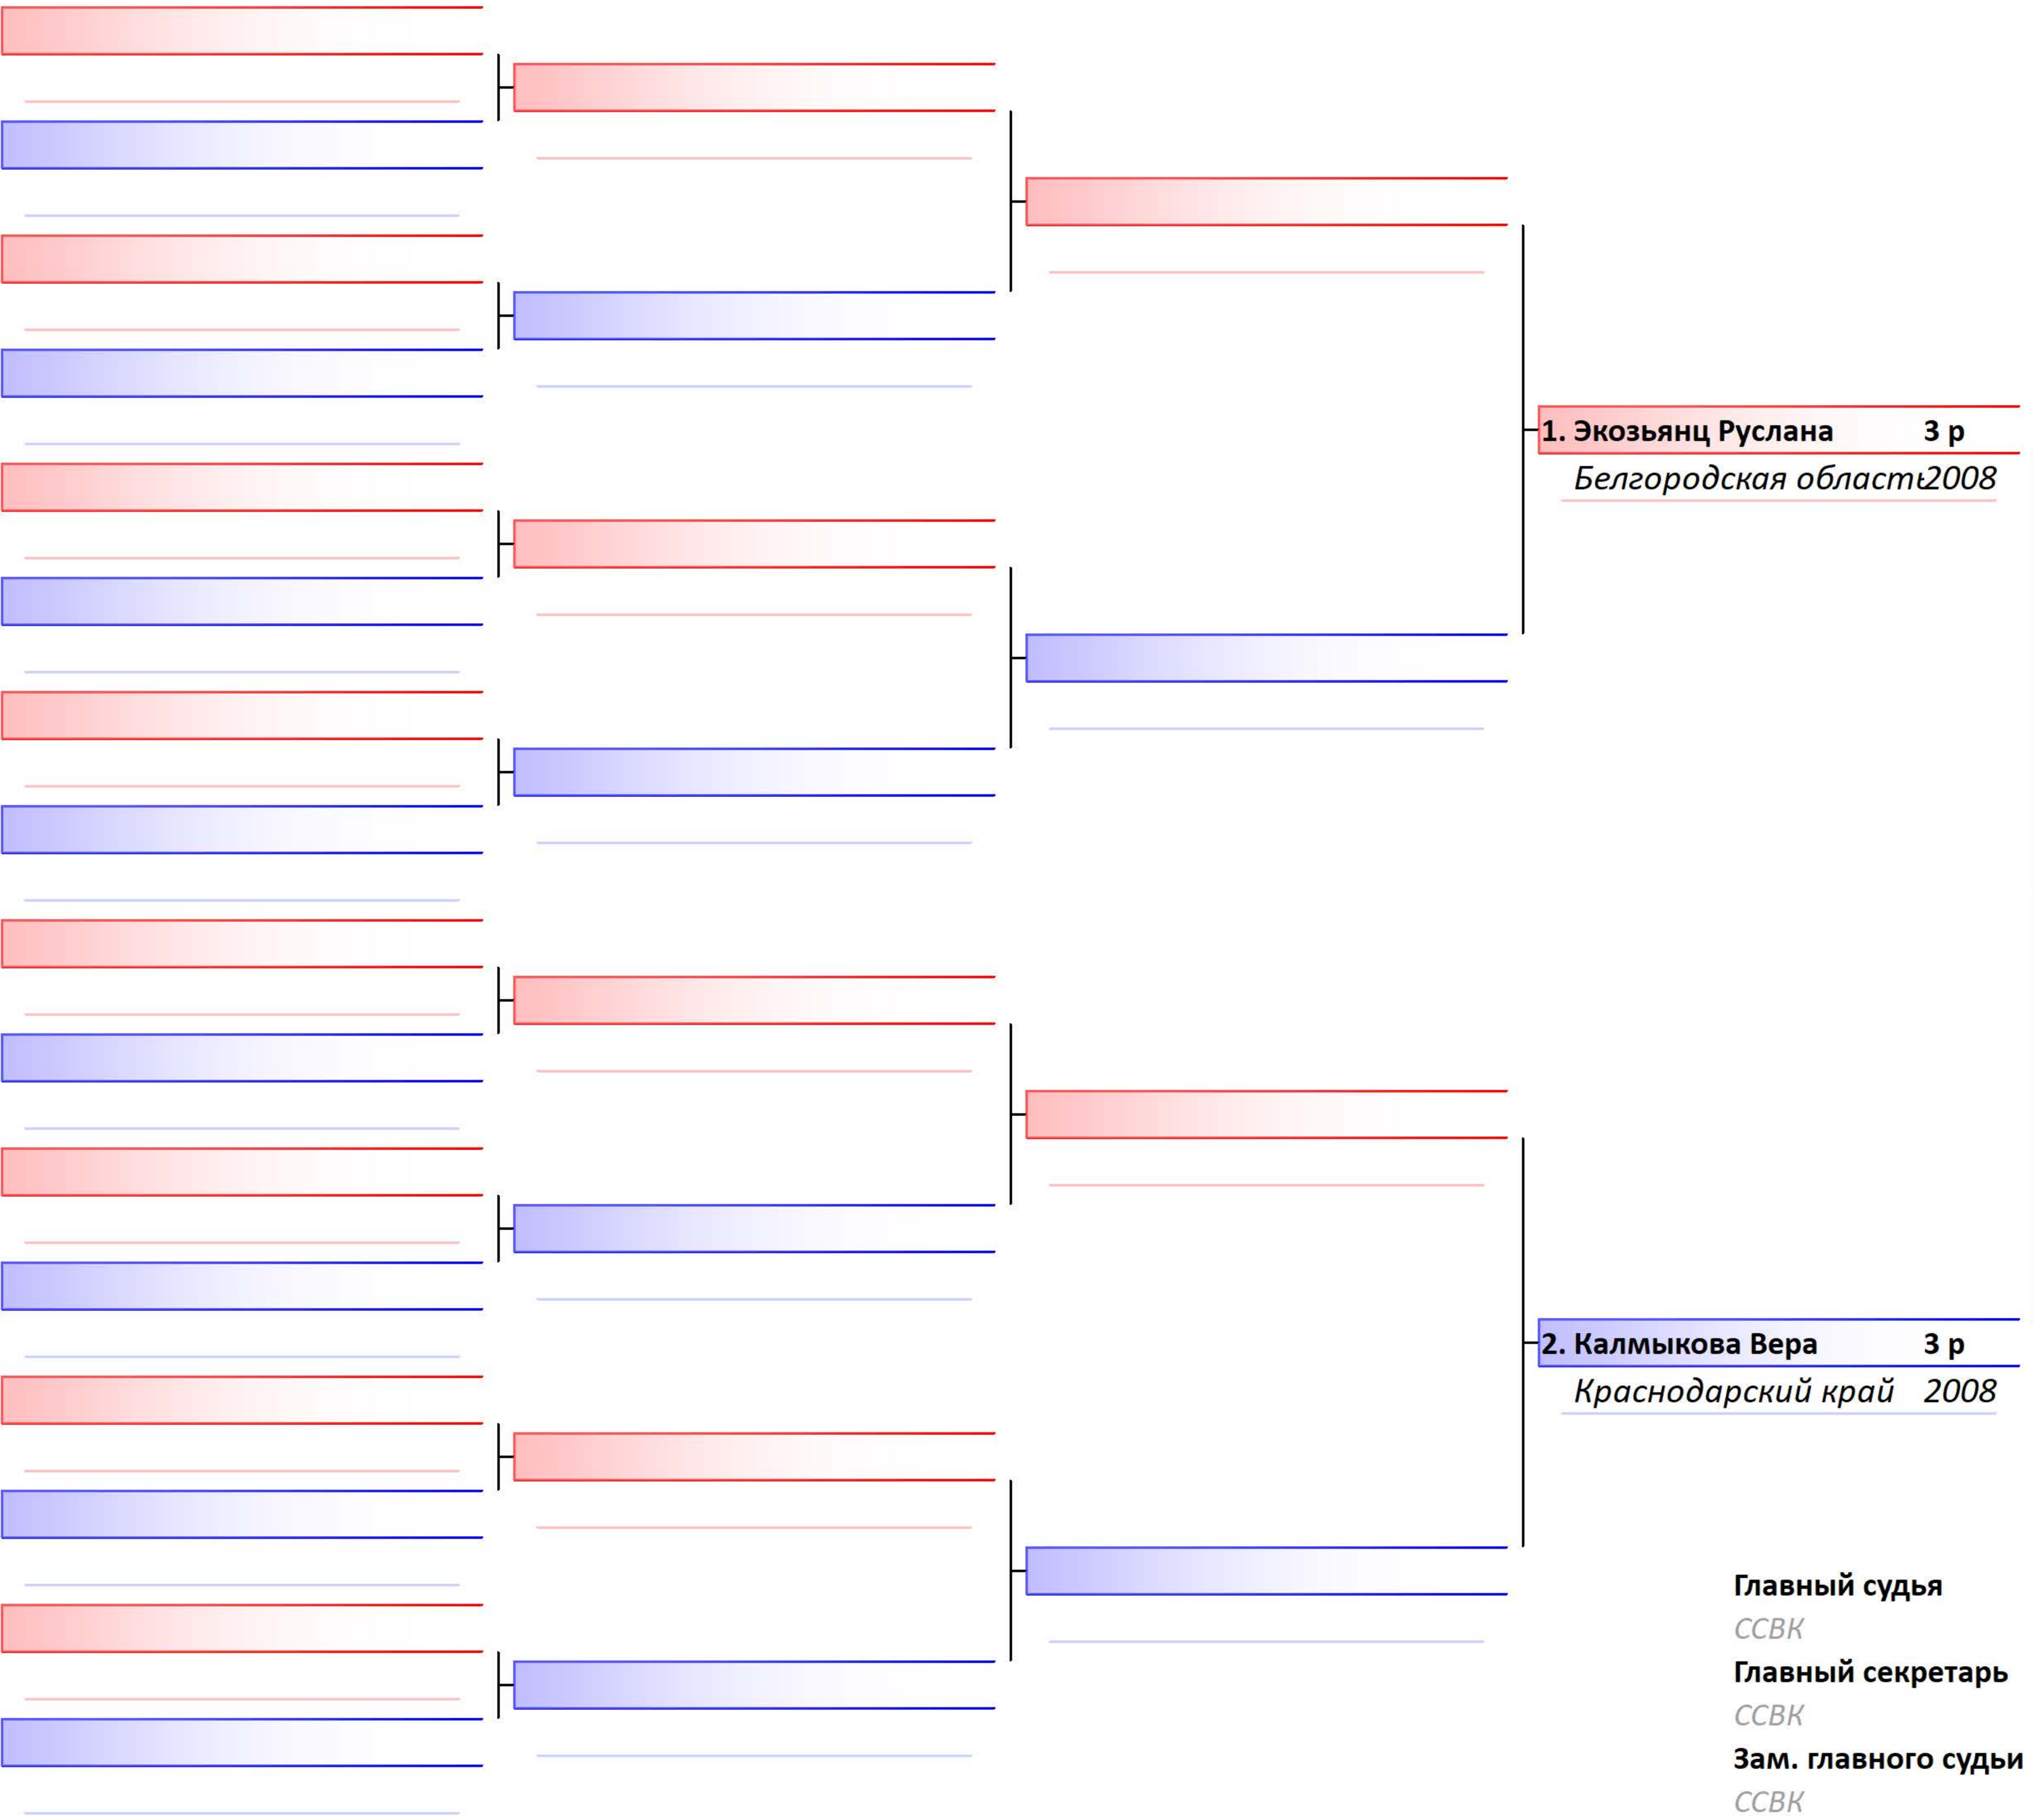 1. Экозьянц Руслана 3 р
Белгородская область 2008
2. Калмыкова Вера 3 р
Краснодарский край 2008
Главный судья
ССВК
Главный секретарь
ССВК
Зам. главного судьи
ССВК